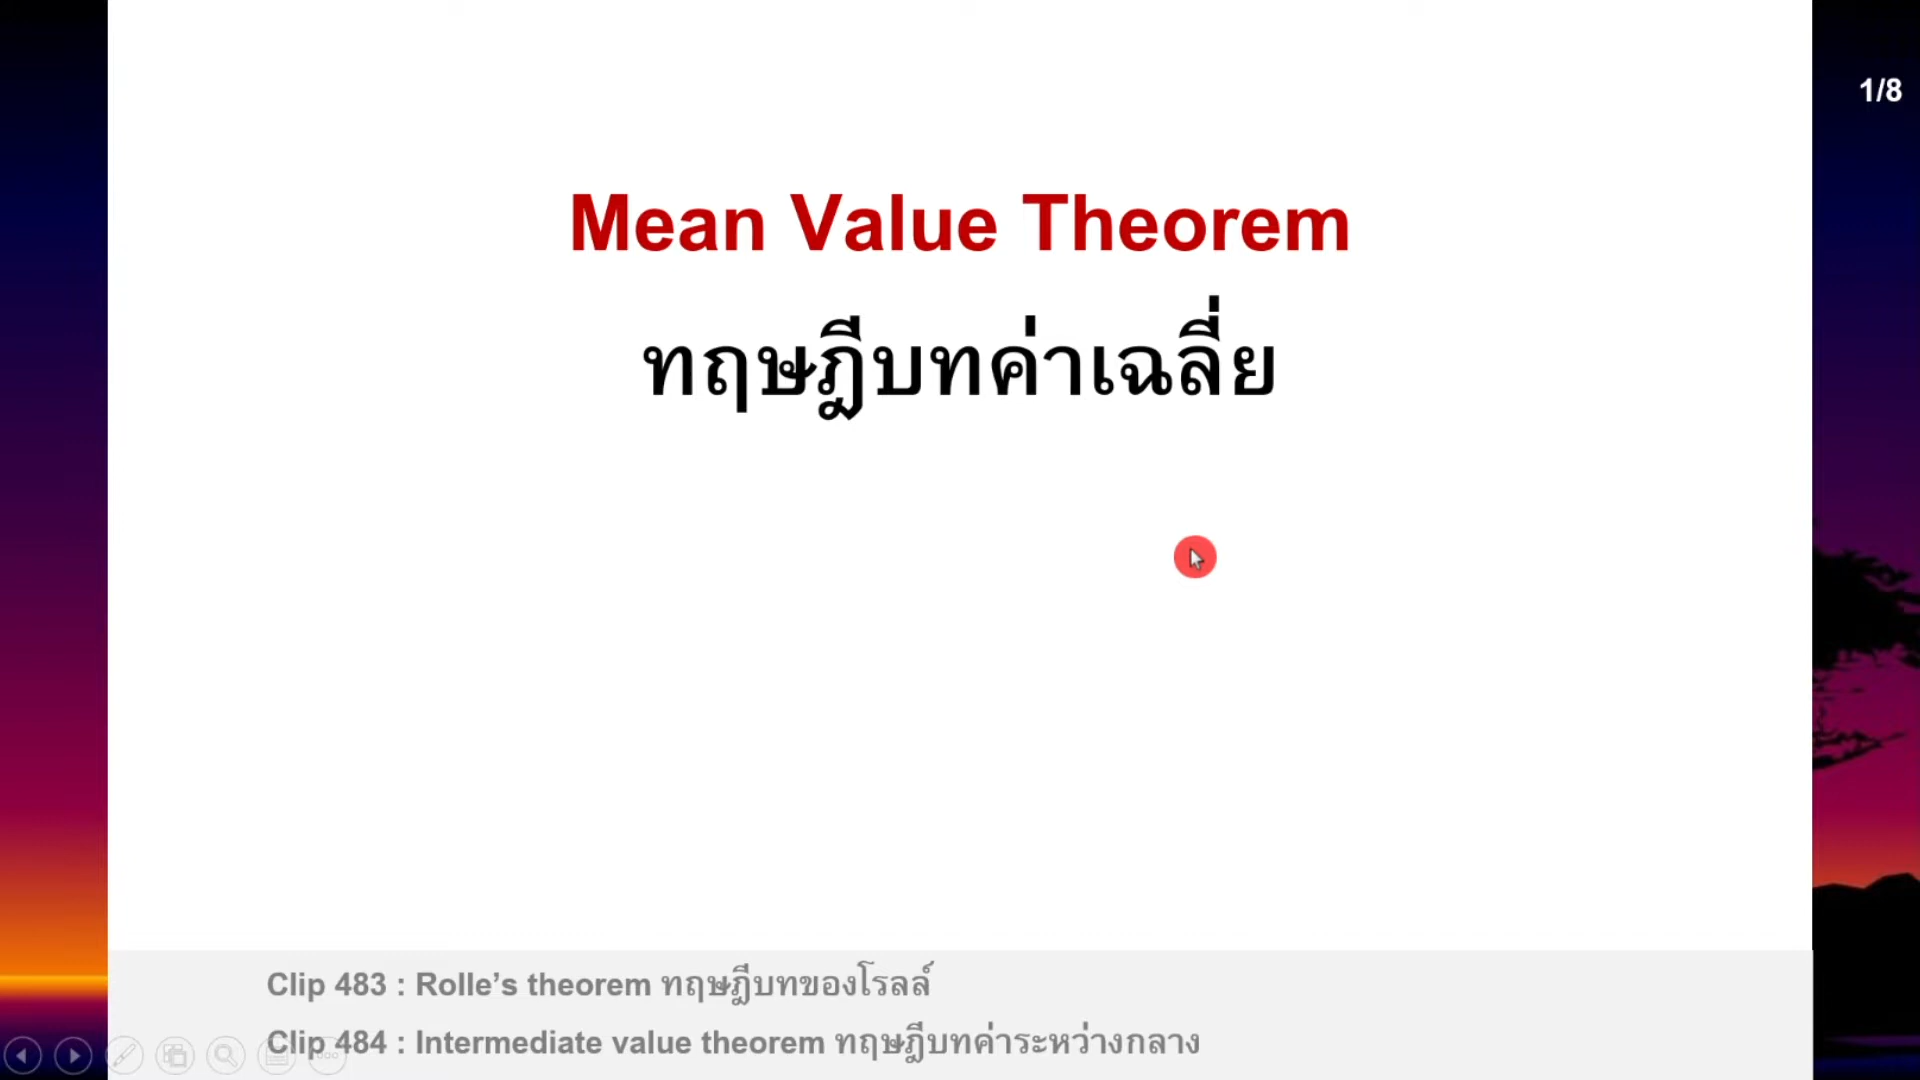 1/8
Mean Value Theorem
ทฤษฎีบทค่าเฉลี่ย
Clip 483 : Rolle’s theorem ทฤษฎีบทของโรลล์
Clip 484 : Intermediate value theorem ทฤษฎีบทค่าระหว่างกลาง